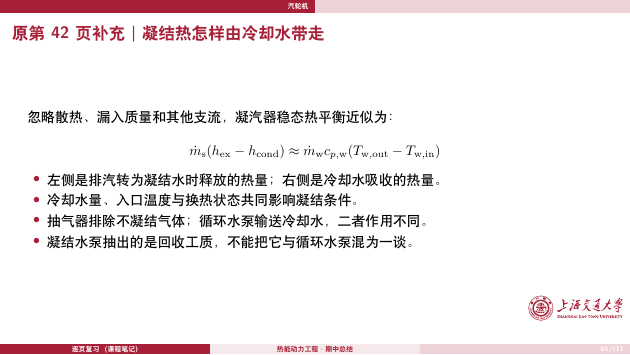 汽轮机
原第 42 页补充｜凝结热怎样由冷却水带走
忽略散热、漏入质量和其他支流，凝汽器稳态热平衡近似为：
ṁ_s(h_ex − h_cond) ≈ ṁ_w c_{p,w}(T_{w,out} − T_{w,in})
左侧是排汽转为凝结水时释放的热量；右侧是冷却水吸收的热量。
冷却水量、入口温度与换热状态共同影响凝结条件。
抽气器排除不凝结气体；循环水泵输送冷却水，二者作用不同。
凝结水泵抽出的是回收工质，不能把它与循环水泵混为一谈。
上海交通大学
SHANGHAI JIAO TONG UNIVERSITY
逐页复习（课程笔记）
热能动力工程 · 期中总结
65/111